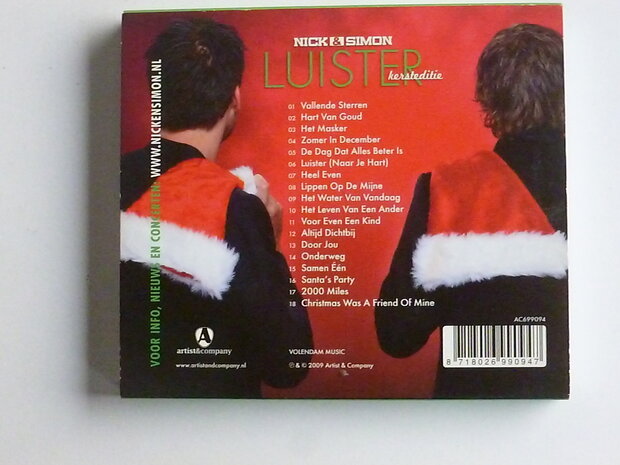 NICK & SIMON
LUISTER
kersteditie
01 Vallende Sterren
02 Hart Van Goud
03 Het Masker
04 Zomer In December
05 De Dag Dat Alles Beter Is
06 Luister (Naar Je Hart)
07 Heel Even
08 Lippen Op De Mijne
09 Het Water Van Vandaag
10 Het Leven Van Een Ander
11 Voor Even Een Kind
12 Altijd Dichtbij
13 Door Jou
14 Onderweg
15 Samen Één
16 Santa's Party
17 2000 Miles
18 Christmas Was A Friend Of Mine
VOOR INFO, NIEUWS EN CONCERTEN: WWW.NICKENSIMON.NL
A
artist&company
www.artistandcompany.nl
VOLENDAM MUSIC
℗ & © 2009 Artist & Company
AC699094
8 718026 990947